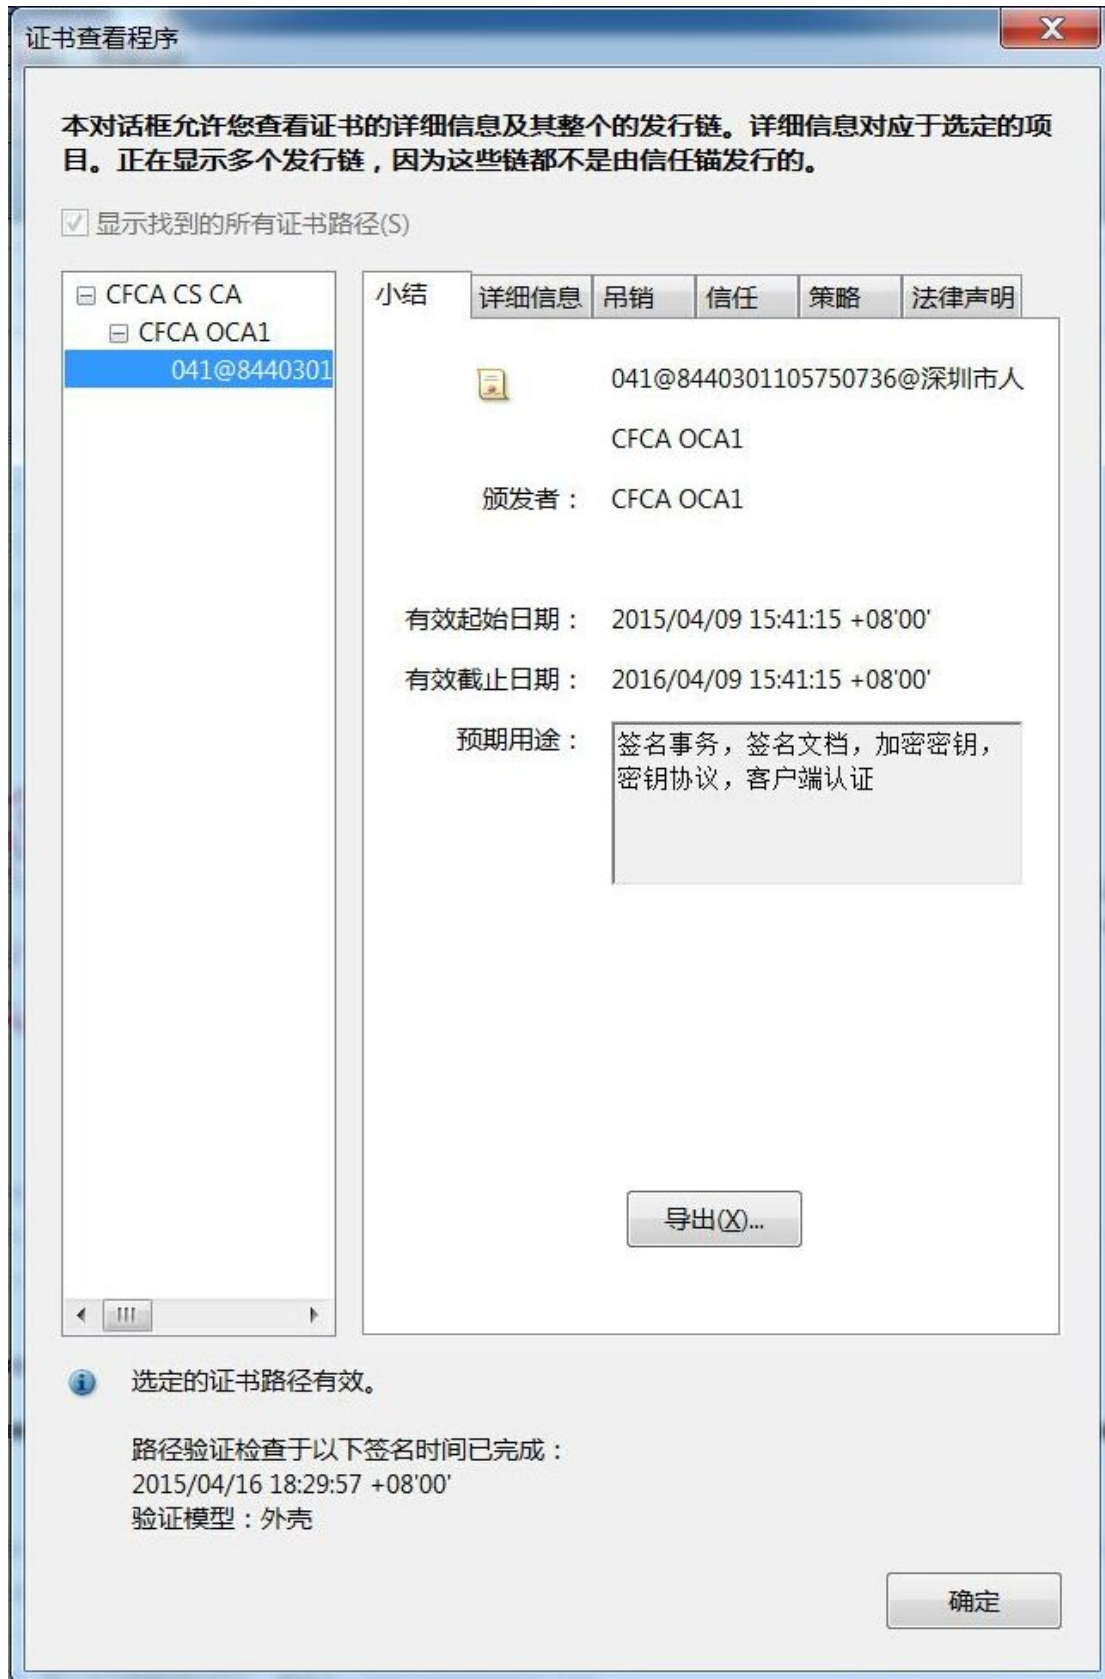 证书查看程序
本对话框允许您查看证书的详细信息及其整个的发行链。详细信息对应于选定的项
目。正在显示多个发行链，因为这些链都不是由信任锚发行的。
显示找到的所有证书路径(S)
CFCA CS CA
CFCA OCA1
041@8440301
小结 详细信息 吊销 信任 策略 法律声明
041@8440301105750736@深圳市人
CFCA OCA1
颁发者： CFCA OCA1
有效起始日期： 2015/04/09 15:41:15 +08'00'
有效截止日期： 2016/04/09 15:41:15 +08'00'
预期用途： 签名事务，签名文档，加密密钥，
密钥协议，客户端认证
导出(X)...
选定的证书路径有效。
路径验证检查于以下签名时间已完成：
2015/04/16 18:29:57 +08'00'
验证模型：外壳
确定